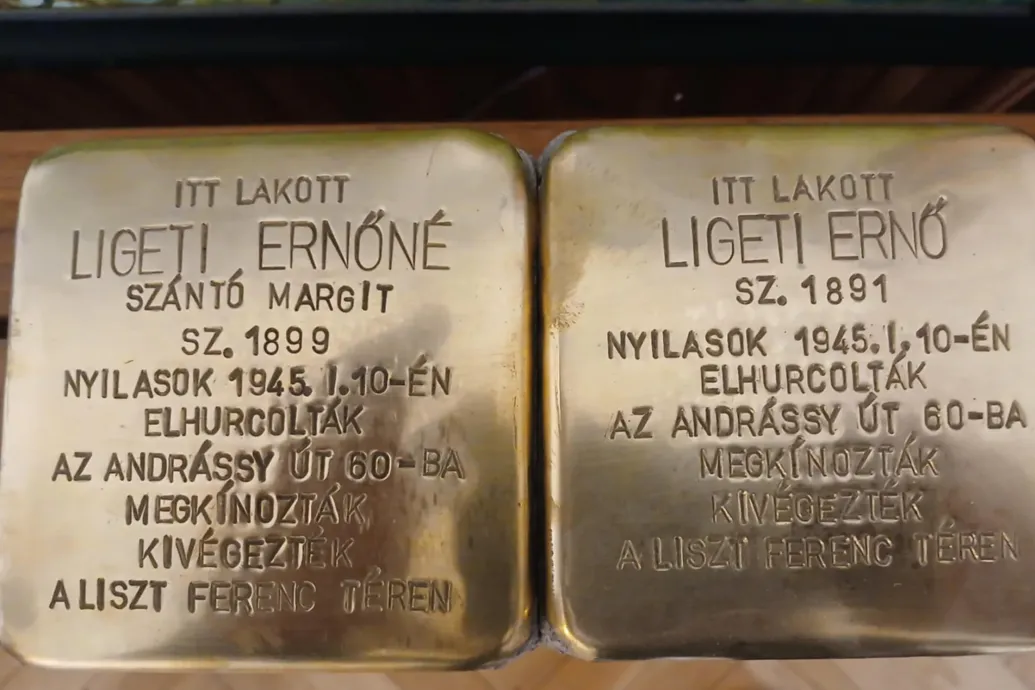 ITT LAKOTT
LIGETI ERNŐNÉ
SZÁNTÓ MARGIT
SZ. 1899
NYILASOK 1945. I. 10-ÉN
ELHURCOLTÁK
AZ ANDRÁSSY ÚT 60-BA
MEGKÍNOZTÁK
KIVÉGEZTÉK
A LISZT FERENC TÉREN
ITT LAKOTT
LIGETI ERNŐ
SZ. 1891
NYILASOK 1945. I. 10-ÉN
ELHURCOLTÁK
AZ ANDRÁSSY ÚT 60-BA
MEGKÍNOZTÁK
KIVÉGEZTÉK
A LISZT FERENC TÉREN